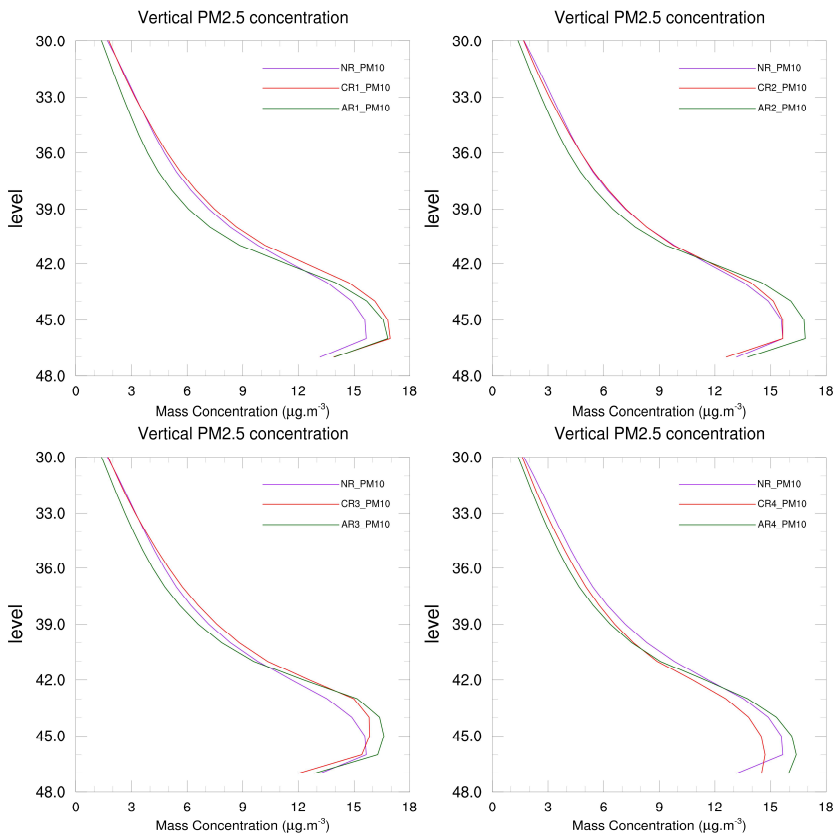 Vertical PM2.5 concentration
30.0
33.0
36.0
39.0
42.0
45.0
48.0
level
NR_PM10
CR1_PM10
AR1_PM10
0 3 6 9 12 15 18
Mass Concentration (μg.m-3)
Vertical PM2.5 concentration
30.0
33.0
36.0
39.0
42.0
45.0
48.0
NR_PM10
CR2_PM10
AR2_PM10
0 3 6 9 12 15 18
Mass Concentration (μg.m-3)
Vertical PM2.5 concentration
30.0
33.0
36.0
39.0
42.0
45.0
48.0
level
NR_PM10
CR3_PM10
AR3_PM10
0 3 6 9 12 15 18
Mass Concentration (μg.m-3)
Vertical PM2.5 concentration
30.0
33.0
36.0
39.0
42.0
45.0
48.0
NR_PM10
CR4_PM10
AR4_PM10
0 3 6 9 12 15 18
Mass Concentration (μg.m-3)